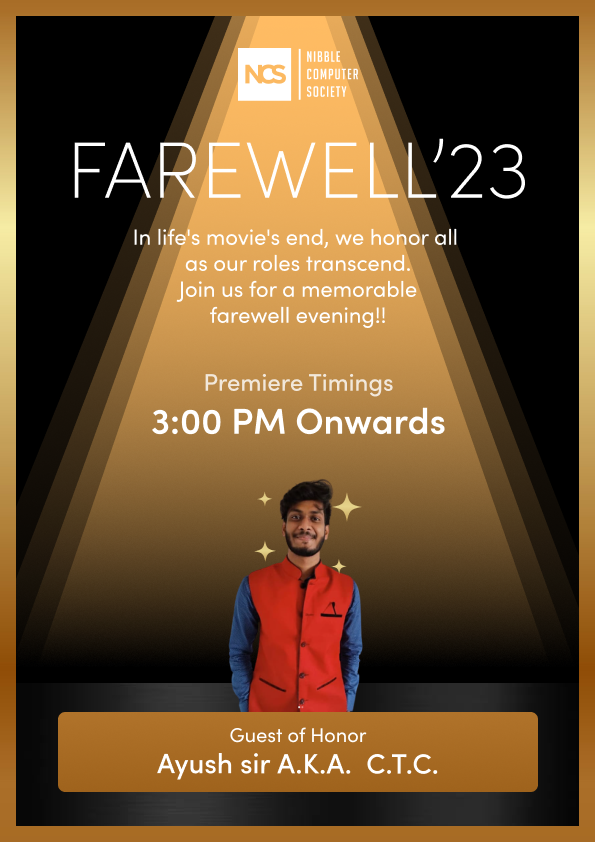 NCS
NIBBLE
COMPUTER
SOCIETY
FAREWELL'23
In life's movie's end, we honor all
as our roles transcend.
Join us for a memorable
farewell evening!!
Premiere Timings
3:00 PM Onwards
Guest of Honor
Ayush sir A.K.A. C.T.C.